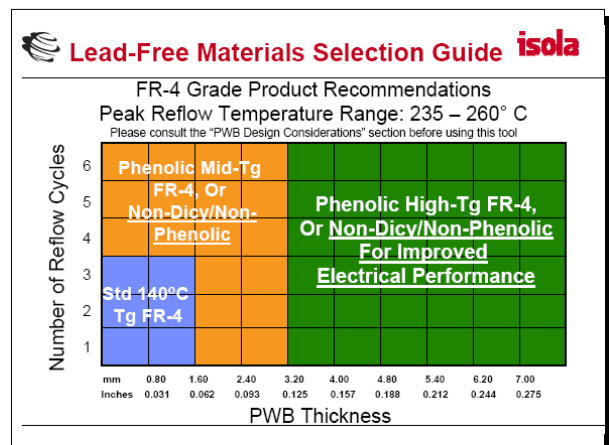 Lead-Free Materials Selection Guide
isola
FR-4 Grade Product Recommendations
Peak Reflow Temperature Range: 235 – 260° C
Please consult the "PWB Design Considerations" section before using this tool
Number of Reflow Cycles
6
5
4
3
2
1
Phenolic Mid-Tg
FR-4, Or
Non-Dicy/Non-
Phenolic
Phenolic High-Tg FR-4,
Or Non-Dicy/Non-Phenolic
For Improved
Electrical Performance
Std 140°C
Tg FR-4
mm 0.80 1.60 2.40 3.20 4.00 4.80 5.40 6.20 7.00
Inches 0.031 0.062 0.093 0.125 0.157 0.188 0.212 0.244 0.275
PWB Thickness